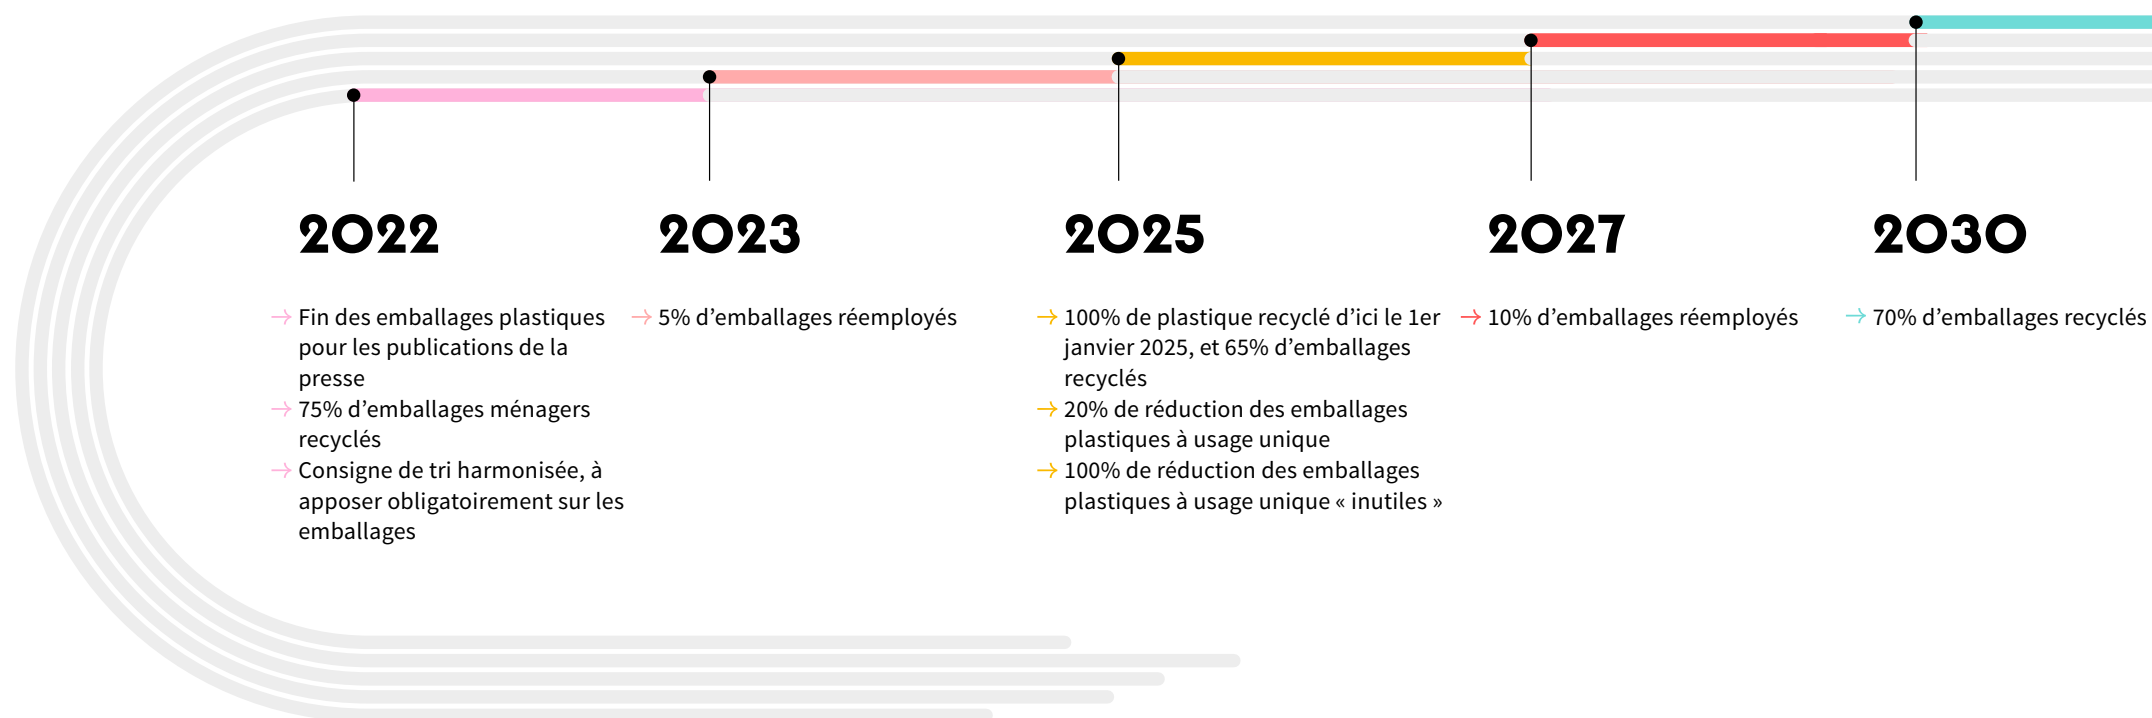 2022
2023
2025
2027
2030
→ Fin des emballages plastiques
pour les publications de la
presse
→ 75% d’emballages ménagers
recyclés
→ Consigne de tri harmonisée, à
apposer obligatoirement sur les
emballages
→ 5% d’emballages réemployés
→ 100% de plastique recyclé d’ici le 1er
janvier 2025, et 65% d’emballages
recyclés
→ 20% de réduction des emballages
plastiques à usage unique
→ 100% de réduction des emballages
plastiques à usage unique « inutiles »
→ 10% d’emballages réemployés
→ 70% d’emballages recyclés